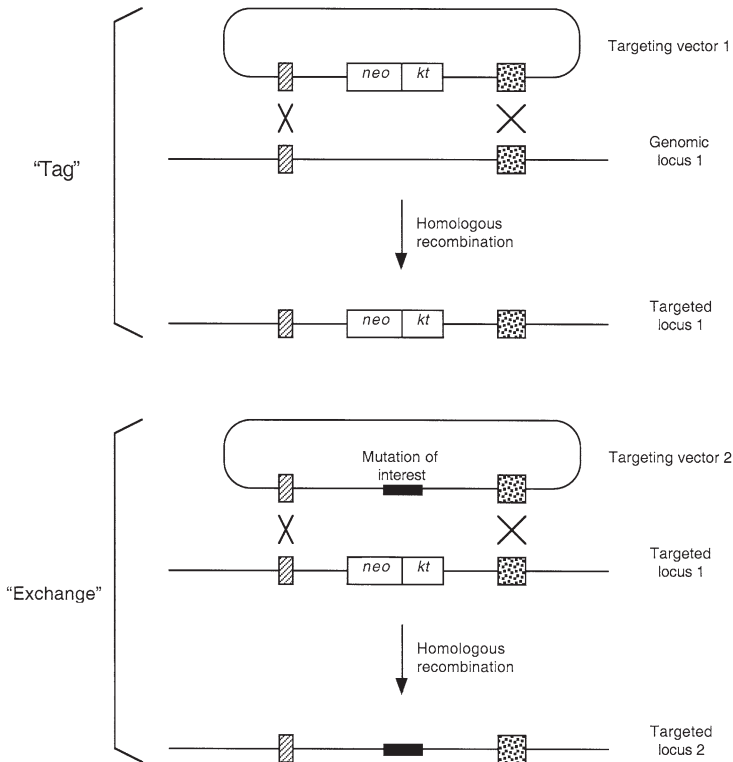 Targeting vector 1
neo kt
Genomic
locus 1
“Tag”
Homologous
recombination
neo kt
Targeted
locus 1
Mutation of
interest
Targeting vector 2
neo kt
Targeted
locus 1
“Exchange”
Homologous
recombination
Targeted
locus 2